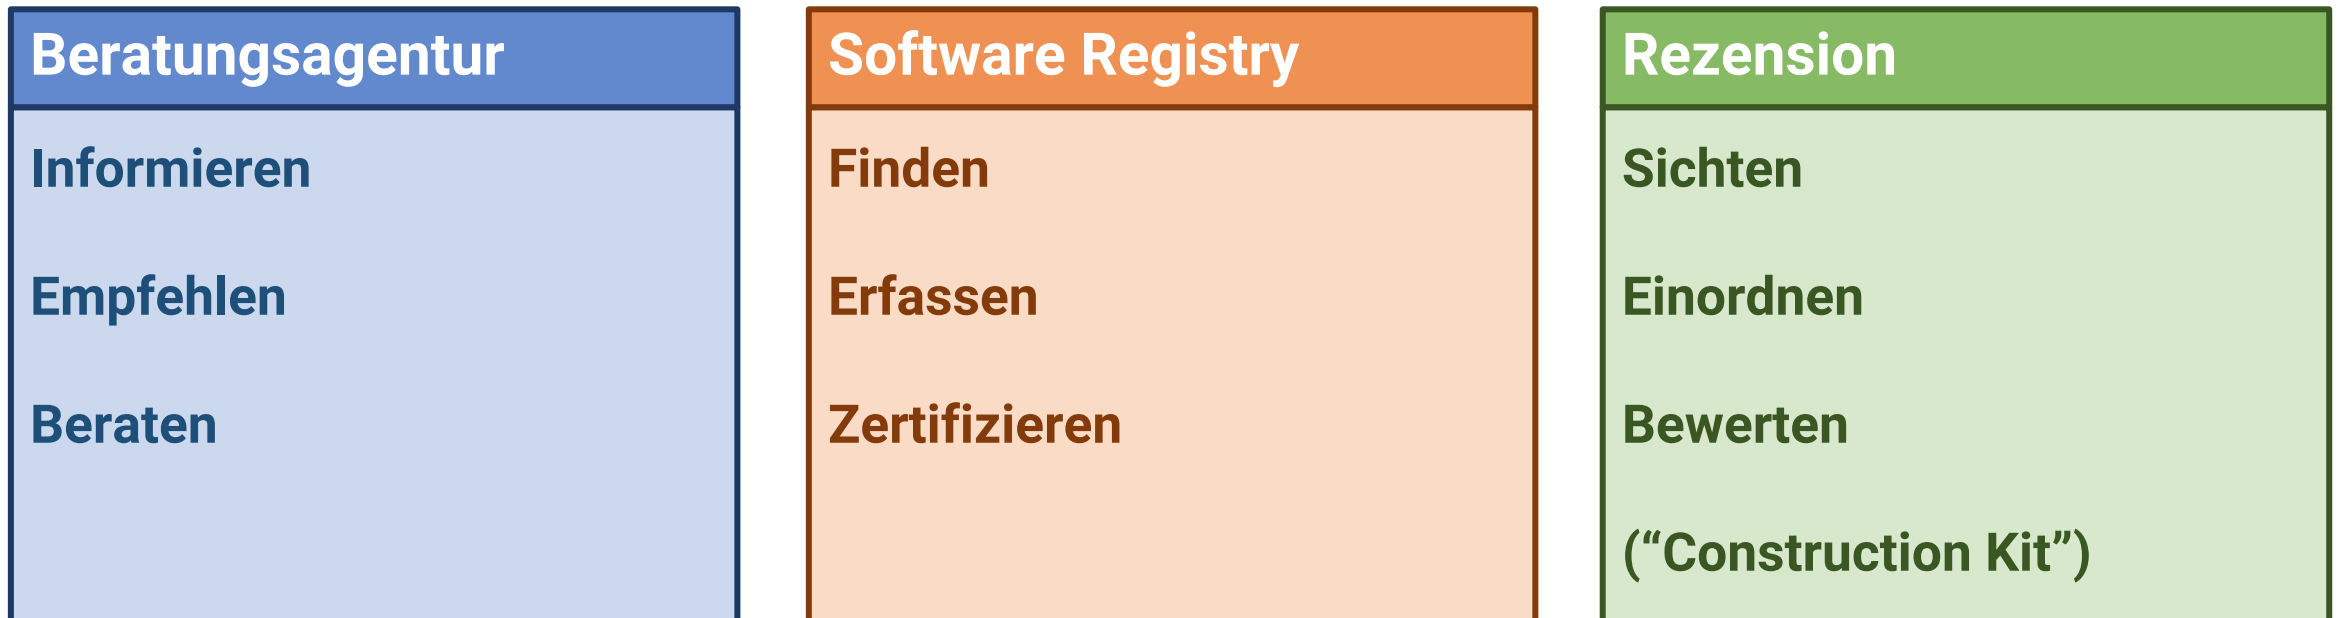 Beratungsagentur
Informieren
Empfehlen
Beraten
Software Registry
Finden
Erfassen
Zertifizieren
Rezension
Sichten
Einordnen
Bewerten
(“Construction Kit”)